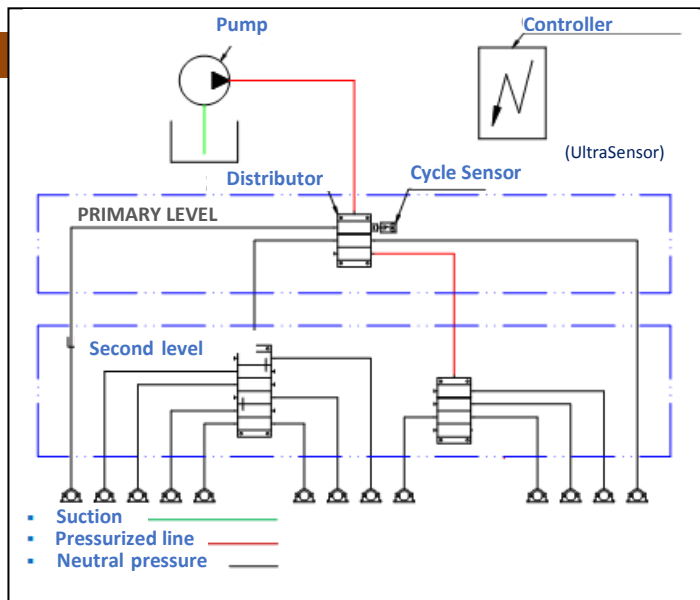 Pump
Controller
(UltraSensor)
Distributor
Cycle Sensor
PRIMARY LEVEL
Second level
▪ Suction
▪ Pressurized line
▪ Neutral pressure